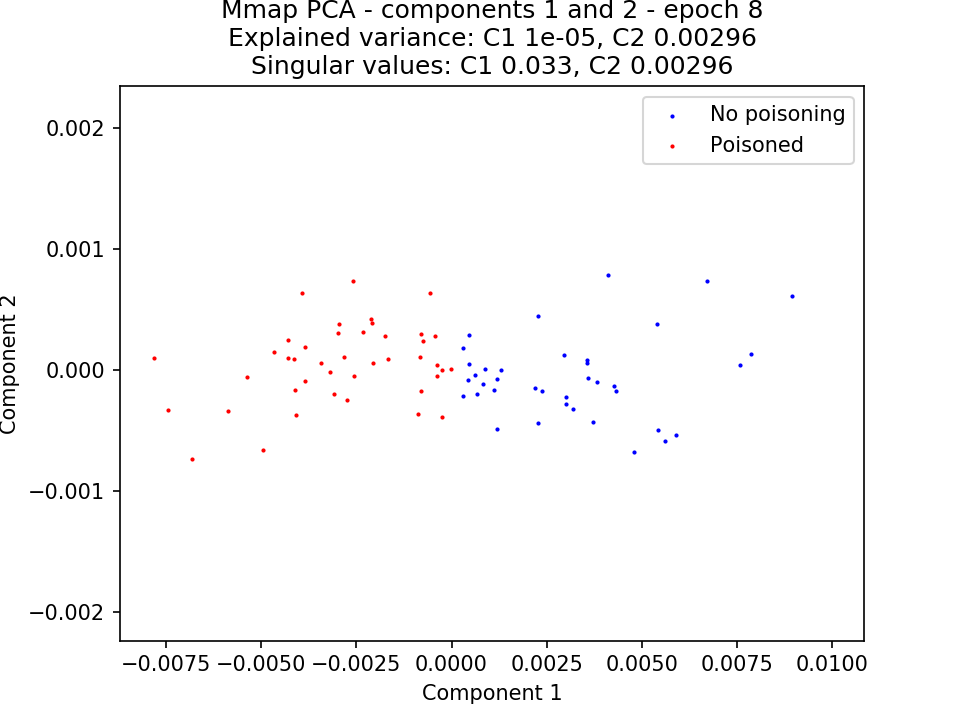 Mmap PCA - components 1 and 2 - epoch 8
Explained variance: C1 1e-05, C2 0.00296
Singular values: C1 0.033, C2 0.00296
No poisoning
Poisoned
0.002
0.001
0.000
−0.001
−0.002
Component 2
−0.0075 −0.0050 −0.0025 0.0000 0.0025 0.0050 0.0075 0.0100
Component 1